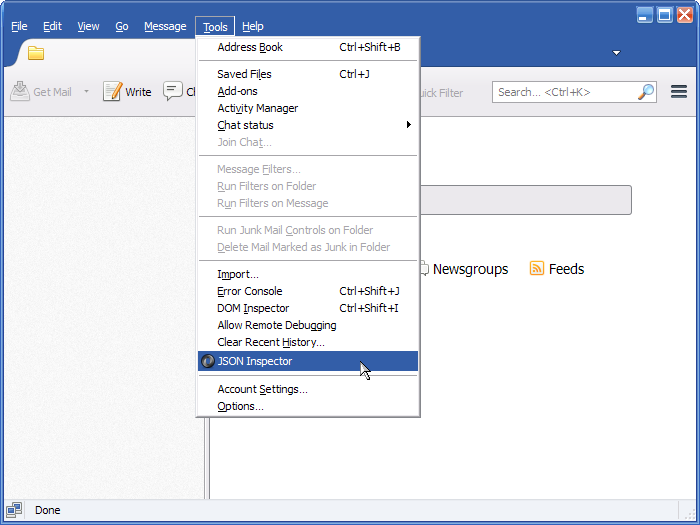 File Edit View Go Message Tools Help
Address Book Ctrl+Shift+B
Saved Files Ctrl+J
Add-ons
Activity Manager
Chat status
Join Chat...
Message Filters...
Run Filters on Folder
Run Filters on Message
Run Junk Mail Controls on Folder
Delete Mail Marked as Junk in Folder
Import...
Error Console Ctrl+Shift+J
DOM Inspector Ctrl+Shift+I
Allow Remote Debugging
Clear Recent History...
JSON Inspector
Account Settings...
Options...
Get Mail Write Filter Search... <Ctrl+K>
Newsgroups Feeds
Done